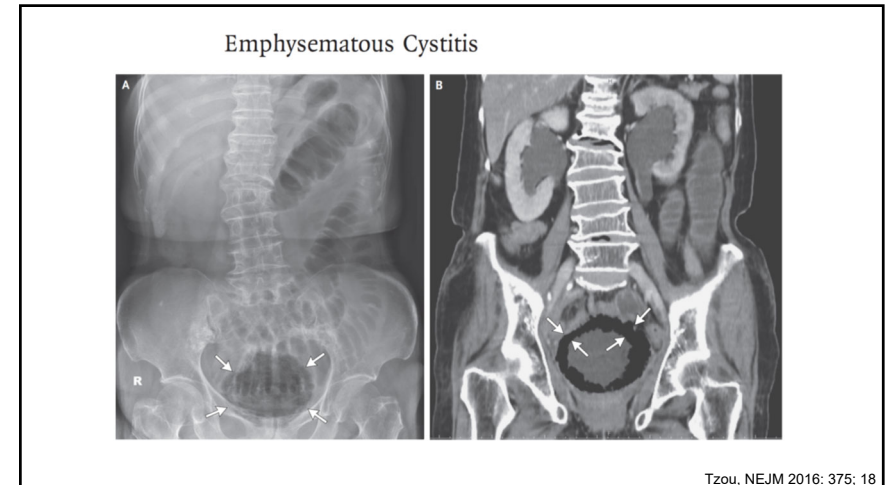 Emphysematous Cystitis
A
B
R
Tzou, NEJM 2016; 375; 18